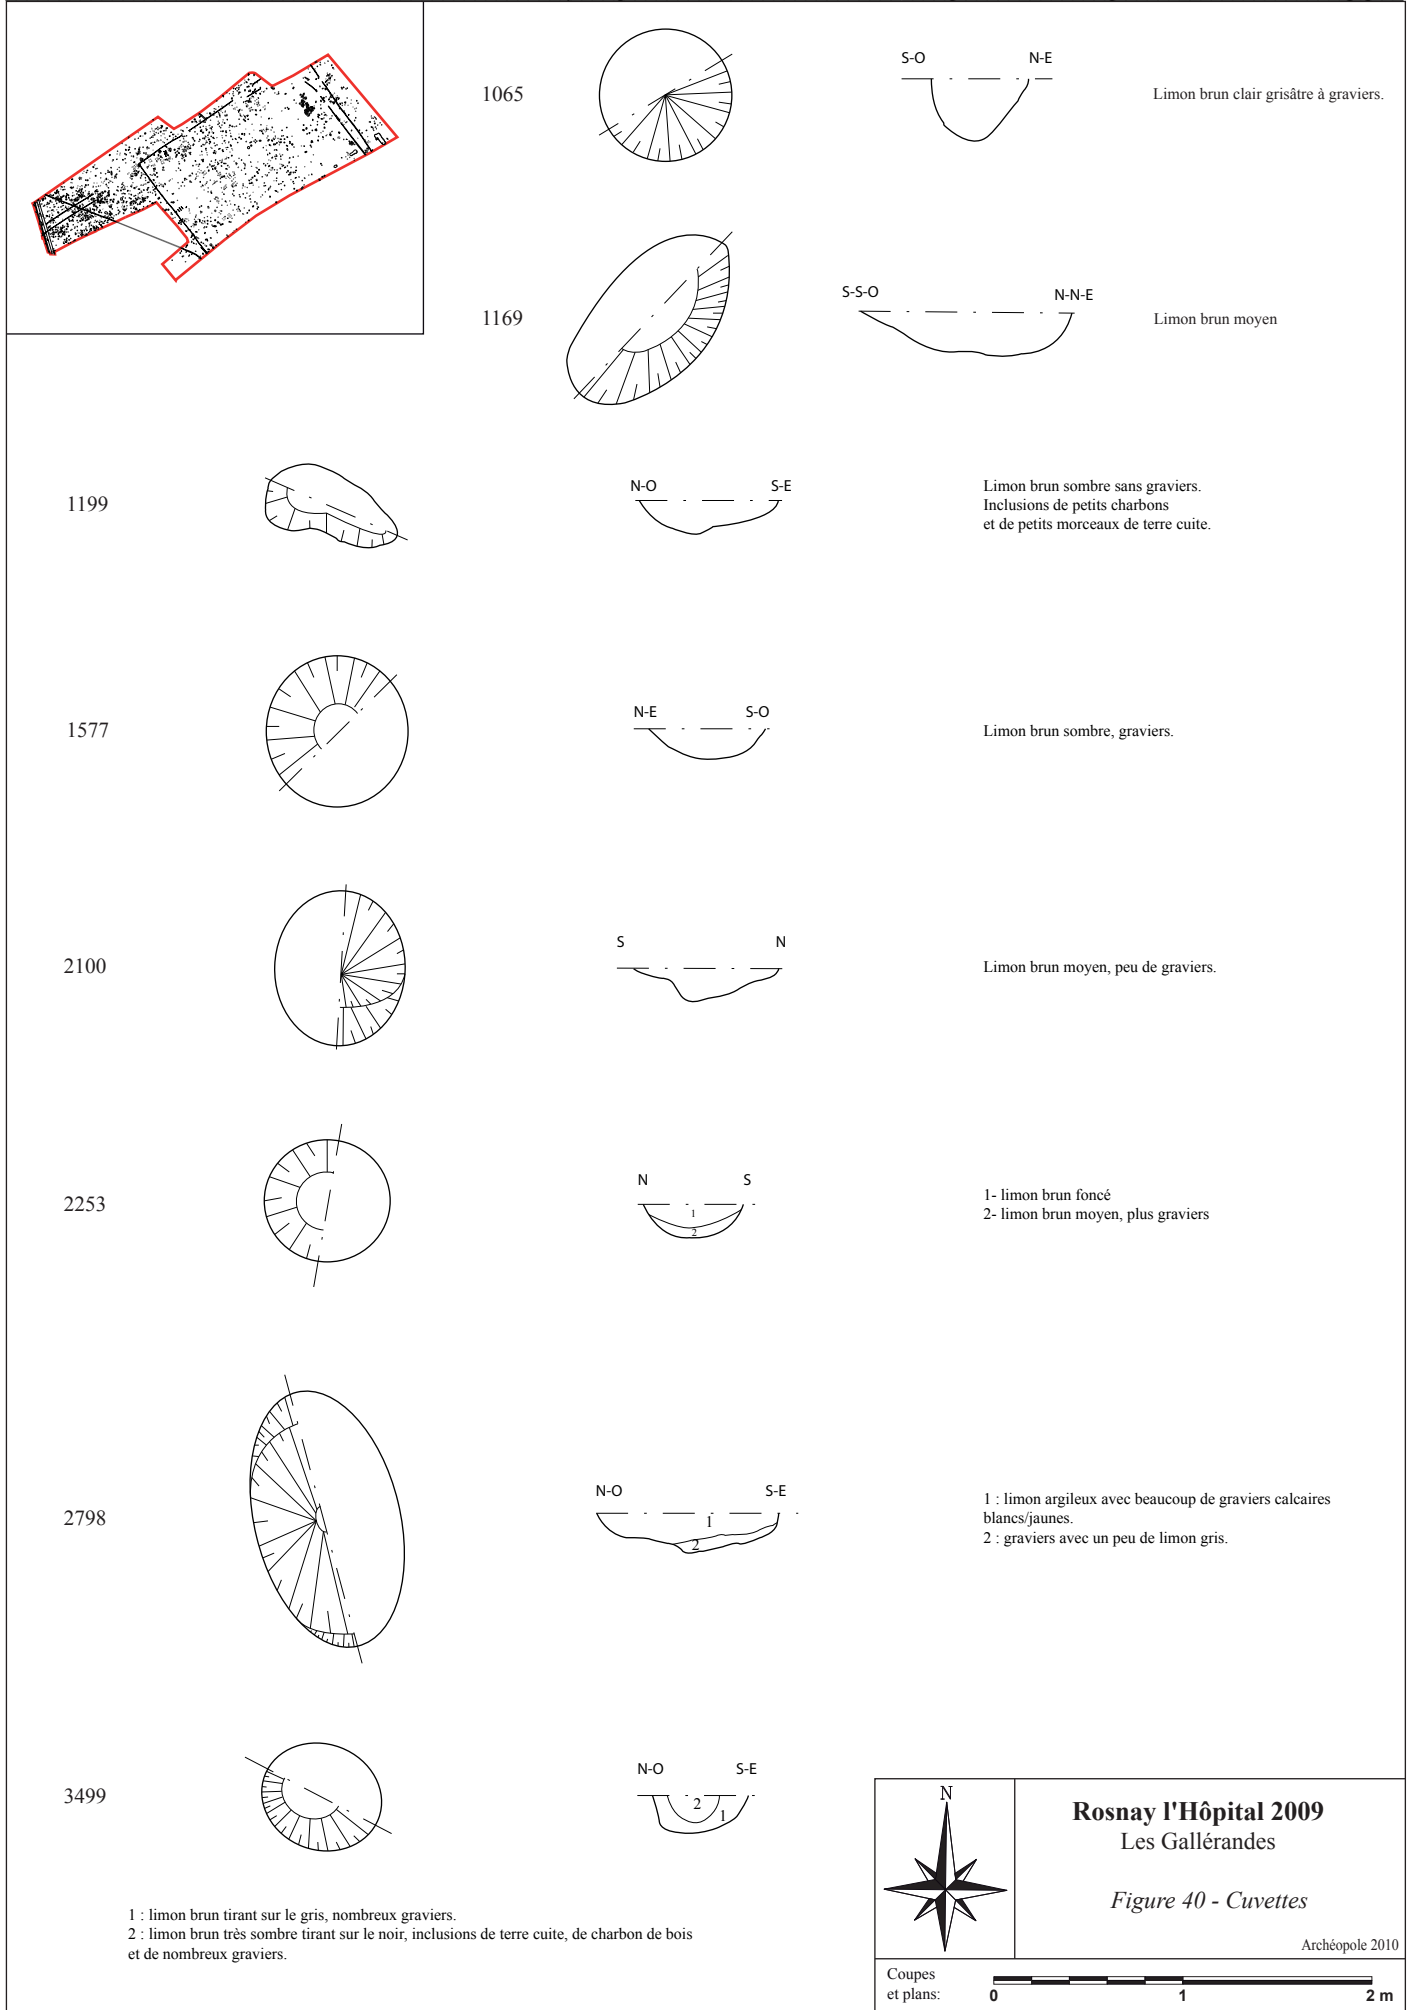 1065
S-O N-E
Limon brun clair grisâtre à graviers.
1169
S-S-O N-N-E
Limon brun moyen
1199
N-O S-E
Limon brun sombre sans graviers.
Inclusions de petits charbons
et de petits morceaux de terre cuite.
1577
N-E S-O
Limon brun sombre, graviers.
2100
S N
Limon brun moyen, peu de graviers.
2253
N S
1
2
1- limon brun foncé
2- limon brun moyen, plus graviers
2798
N-O S-E
1
2
1 : limon argileux avec beaucoup de graviers calcaires
blancs/jaunes.
2 : graviers avec un peu de limon gris.
3499
N-O S-E
2
1
1 : limon brun tirant sur le gris, nombreux graviers.
2 : limon brun très sombre tirant sur le noir, inclusions de terre cuite, de charbon de bois
et de nombreux graviers.
N
Rosnay l'Hôpital 2009
Les Gallérandes
Figure 40 - Cuvettes
Archéopole 2010
Coupes
et plans:
0 1 2 m